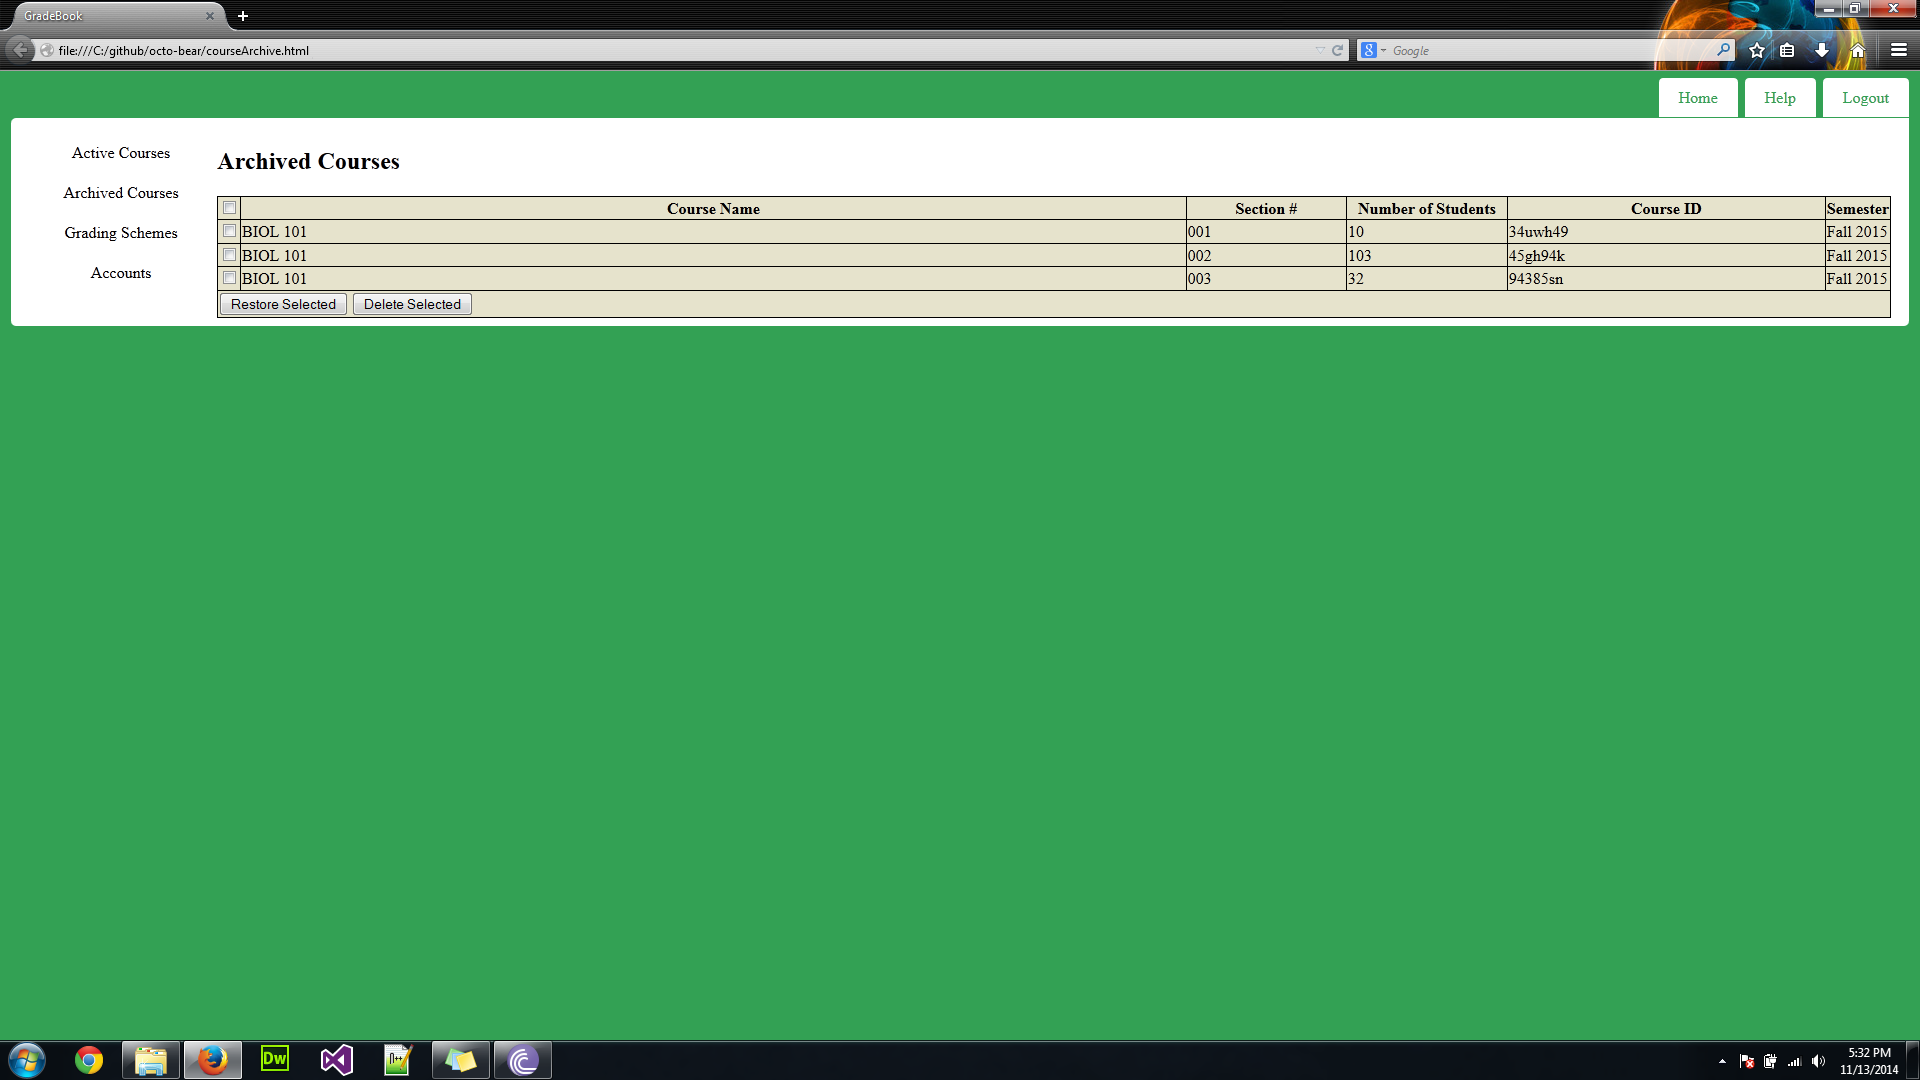 GradeBook
file:///C:/github/octo-bear/courseArchive.html
8 Google
Home Help Logout
Active Courses
Archived Courses
Grading Schemes
Accounts
Archived Courses
Course Name Section # Number of Students Course ID Semester
BIOL 101 001 10 34uwh49 Fall 2015
BIOL 101 002 103 45gh94k Fall 2015
BIOL 101 003 32 94385sn Fall 2015
Restore Selected Delete Selected
Dw
5:32 PM
11/13/2014